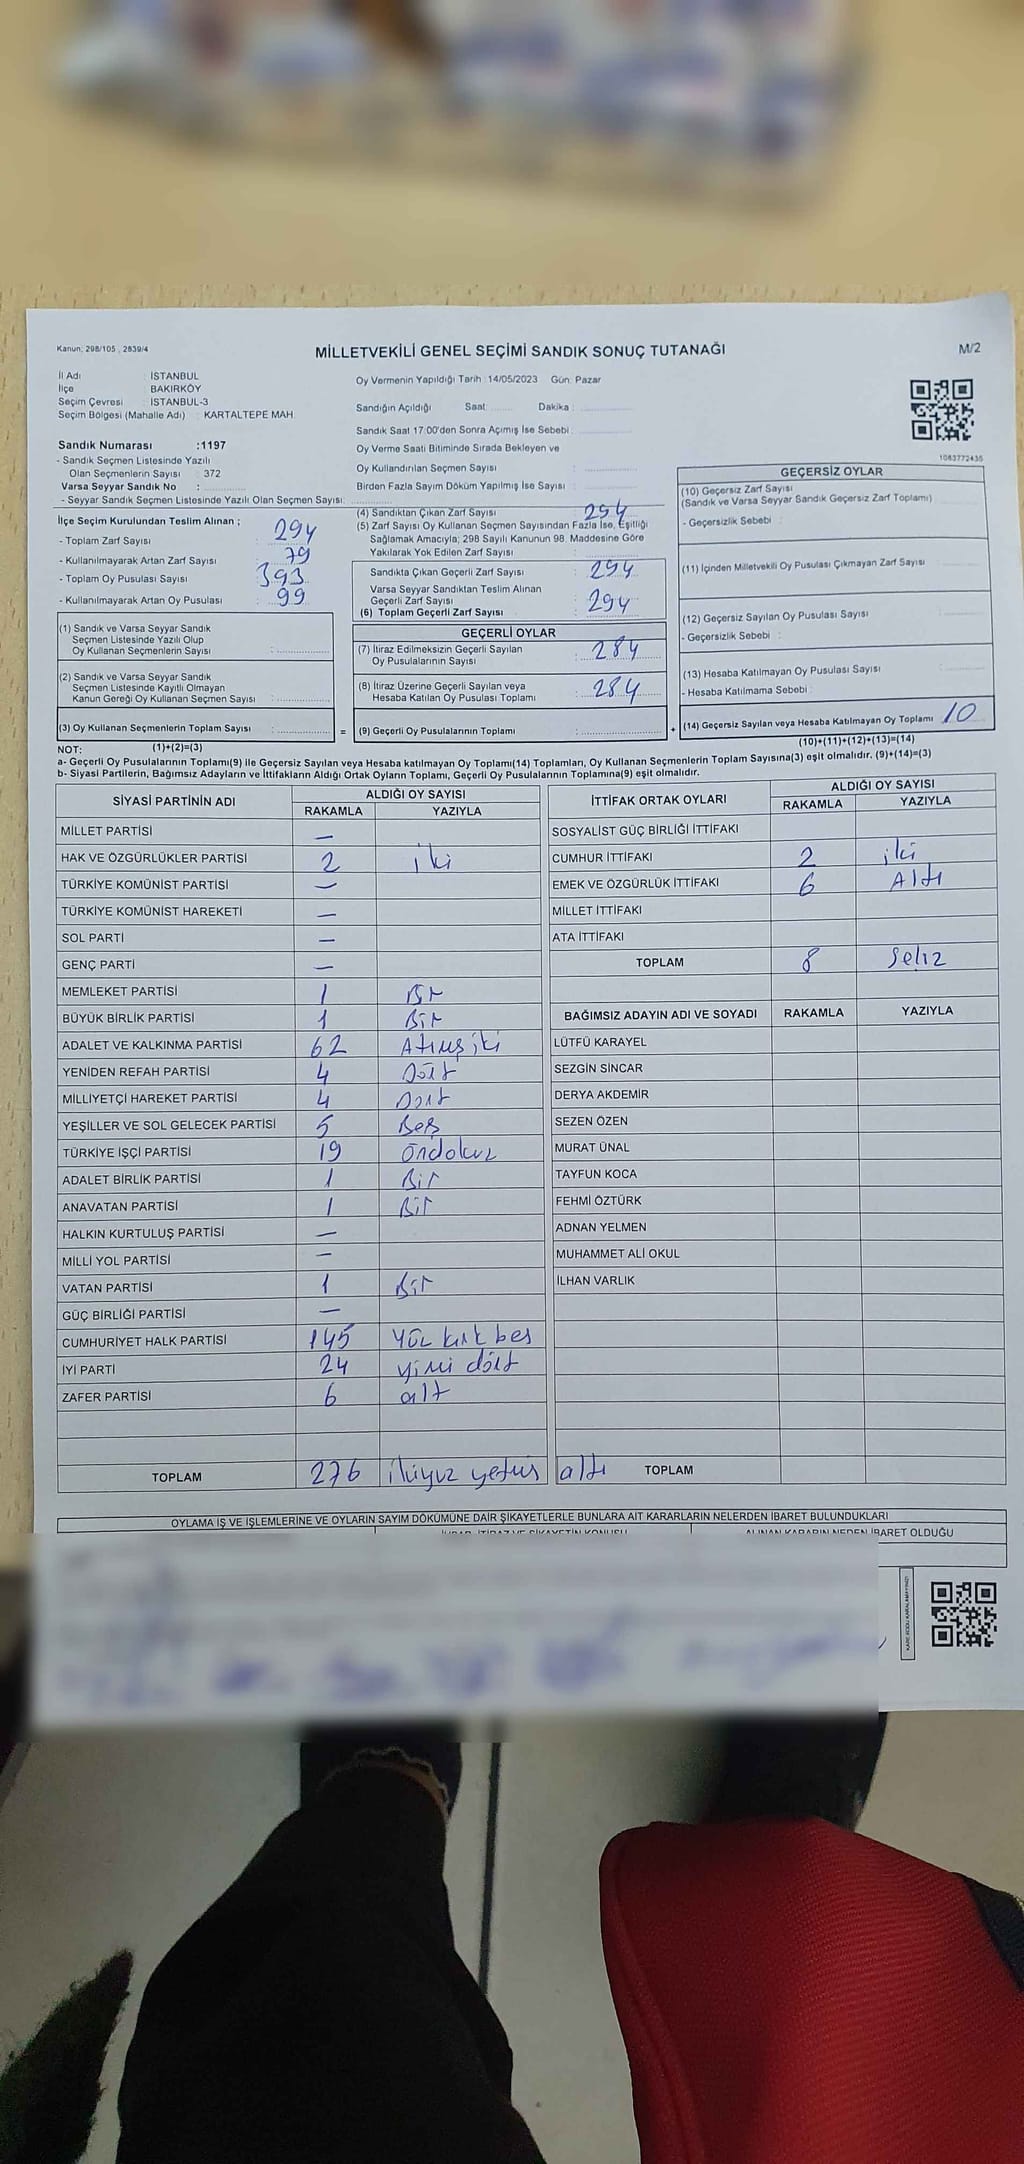 Kanun: 298/105 , 2839/4
MİLLETVEKİLİ GENEL SEÇİMİ SANDIK SONUÇ TUTANAĞI
M/2
İl Adı : İSTANBUL
İlçe : BAKIRKÖY
Seçim Çevresi : İSTANBUL-3
Seçim Bölgesi (Mahalle Adı) : KARTALTEPE MAH.
Sandık Numarası :1197
- Sandık Seçmen Listesinde Yazılı
Olan Seçmenlerin Sayısı : 372
Varsa Seyyar Sandık No :
- Seyyar Sandık Seçmen Listesinde Yazılı Olan Seçmen Sayısı:
Oy Vermenin Yapıldığı Tarih :14/05/2023 Gün: Pazar
Sandığın Açıldığı Saat: Dakika :
Sandık Saat 17:00'den Sonra Açımış İse Sebebi:
Oy Verme Saati Bitiminde Sırada Bekleyen ve
Oy Kullandırılan Seçmen Sayısı :
Birden Fazla Sayım Döküm Yapılmış İse Sayısı :
1083772435
İlçe Seçim Kurulundan Teslim Alınan ;
- Toplam Zarf Sayısı : 294
- Kullanılmayarak Artan Zarf Sayısı : 79
- Toplam Oy Pusulası Sayısı : 393
- Kullanılmayarak Artan Oy Pusulası : 99
(1) Sandık ve Varsa Seyyar Sandık
Seçmen Listesinde Yazılı Olup
Oy Kullanan Seçmenlerin Sayısı :
(2) Sandık ve Varsa Seyyar Sandık
Seçmen Listesinde Kayıtlı Olmayan
Kanun Gereği Oy Kullanan Seçmen Sayısı :
(3) Oy Kullanan Seçmenlerin Toplam Sayısı :
(4) Sandıktan Çıkan Zarf Sayısı : 294
(5) Zarf Sayısı Oy Kullanan Seçmen Sayısından Fazla İse, Eşitliği
Sağlamak Amacıyla; 298 Sayılı Kanunun 98. Maddesine Göre
Yakılarak Yok Edilen Zarf Sayısı :
Sandıkta Çıkan Geçerli Zarf Sayısı : 294
Varsa Seyyar Sandıktan Teslim Alınan
Geçerli Zarf Sayısı :
(6) Toplam Geçerli Zarf Sayısı : 294
GEÇERLİ OYLAR
(7) İtiraz Edilmeksizin Geçerli Sayılan
Oy Pusulalarının Sayısı : 284
(8) İtiraz Üzerine Geçerli Sayılan veya
Hesaba Katılan Oy Pusulası Toplamı : 284
= (9) Geçerli Oy Pusulalarının Toplamı :
GEÇERSİZ OYLAR
(10) Geçersiz Zarf Sayısı
(Sandık ve Varsa Seyyar Sandık Geçersiz Zarf Toplamı)
- Geçersizlik Sebebi :
(11) İçinden Milletvekili Oy Pusulası Çıkmayan Zarf Sayısı :
(12) Geçersiz Sayılan Oy Pusulası Sayısı :
- Geçersizlik Sebebi :
(13) Hesaba Katılmayan Oy Pusulası Sayısı :
- Hesaba Katılmama Sebebi :
+ (14) Geçersiz Sayılan veya Hesaba Katılmayan Oy Toplamı : 10
NOT: (1)+(2)=(3)
(10)+(11)+(12)+(13)=(14)
a- Geçerli Oy Pusulalarının Toplamı(9) ile Geçersiz Sayılan veya Hesaba katılmayan Oy Toplamı(14) Toplamları, Oy Kullanan Seçmenlerin Toplam Sayısına(3) eşit olmalıdır. (9)+(14)=(3)
b- Siyasi Partilerin, Bağımsız Adayların ve İttifakların Aldığı Ortak Oyların Toplamı, Geçerli Oy Pusulalarının Toplamına(9) eşit olmalıdır.
SİYASİ PARTİNİN ADI ALDIĞI OY SAYISI
RAKAMLA YAZIYLA
MİLLET PARTİSİ —
HAK VE ÖZGÜRLÜKLER PARTİSİ 2 iki
TÜRKİYE KOMÜNİST PARTİSİ —
TÜRKİYE KOMÜNİST HAREKETİ —
SOL PARTİ —
GENÇ PARTİ —
MEMLEKET PARTİSİ 1 Bir
BÜYÜK BİRLİK PARTİSİ 1 Bir
ADALET VE KALKINMA PARTİSİ 62 Atmış iki
YENİDEN REFAH PARTİSİ 4 Dört
MİLLİYETÇİ HAREKET PARTİSİ 4 Dört
YEŞİLLER VE SOL GELECEK PARTİSİ 5 Beş
TÜRKİYE İŞÇİ PARTİSİ 19 Ondokuz
ADALET BİRLİK PARTİSİ 1 Bir
ANAVATAN PARTİSİ 1 Bir
HALKIN KURTULUŞ PARTİSİ —
MİLLİ YOL PARTİSİ —
VATAN PARTİSİ 1 Bir
GÜÇ BİRLİĞİ PARTİSİ —
CUMHURİYET HALK PARTİSİ 145 Yüz kırk beş
İYİ PARTİ 24 yirmi dört
ZAFER PARTİSİ 6 altı
TOPLAM 276 ikiyüz yetmiş altı
İTTİFAK ORTAK OYLARI ALDIĞI OY SAYISI
RAKAMLA YAZIYLA
SOSYALİST GÜÇ BİRLİĞİ İTTİFAKI
CUMHUR İTTİFAKI 2 iki
EMEK VE ÖZGÜRLÜK İTTİFAKI 6 Altı
MİLLET İTTİFAKI
ATA İTTİFAKI
TOPLAM 8 Sekiz
BAĞIMSIZ ADAYIN ADI VE SOYADI RAKAMLA YAZIYLA
LÜTFÜ KARAYEL
SEZGİN SİNCAR
DERYA AKDEMİR
SEZEN ÖZEN
MURAT ÜNAL
TAYFUN KOCA
FEHMİ ÖZTÜRK
ADNAN YELMEN
MUHAMMET ALİ OKUL
İLHAN VARLIK
TOPLAM
OYLAMA İŞ VE İŞLEMLERİNE VE OYLARIN SAYIM DÖKÜMÜNE DAİR ŞİKAYETLERLE BUNLARA AİT KARARLARIN NELERDEN İBARET BULUNDUKLARI
ALINAN KARARIN NEDEN İBARET OLDUĞU